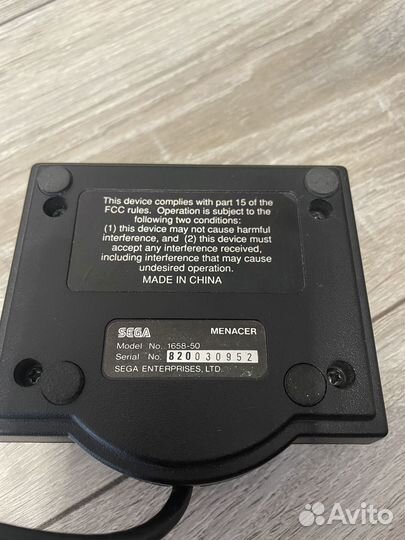 This device complies with part 15 of the
FCC rules. Operation is subject to the
following two conditions:
(1) this device may not cause harmful
interference, and (2) this device must
accept any interference received,
including interference that may cause
undesired operation.
MADE IN CHINA
SEGA MENACER
Model No. 1658-50
Serial No. 820030952
SEGA ENTERPRISES, LTD.
Avito